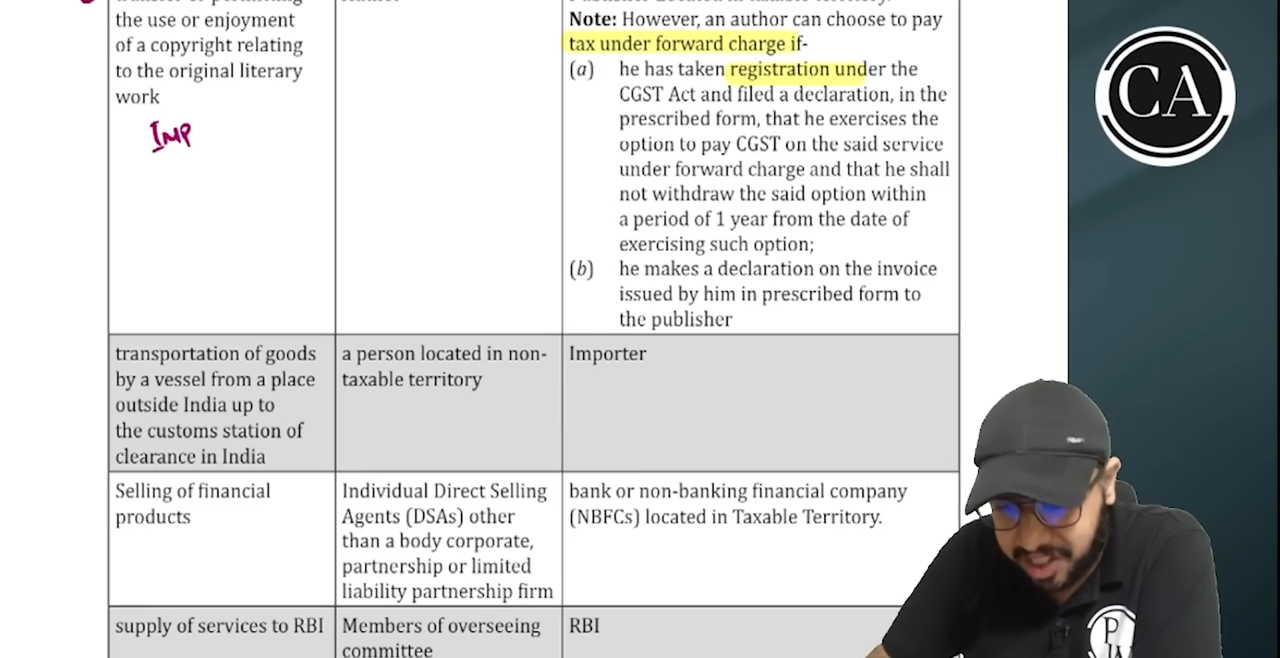 the use or enjoyment
of a copyright relating
to the original literary
work
IMP
Note: However, an author can choose to pay
tax under forward charge if-
(a) he has taken registration under the
CGST Act and filed a declaration, in the
prescribed form, that he exercises the
option to pay CGST on the said service
under forward charge and that he shall
not withdraw the said option within
a period of 1 year from the date of
exercising such option;
(b) he makes a declaration on the invoice
issued by him in prescribed form to
the publisher
transportation of goods
by a vessel from a place
outside India up to
the customs station of
clearance in India
a person located in non-
taxable territory
Importer
Selling of financial
products
Individual Direct Selling
Agents (DSAs) other
than a body corporate,
partnership or limited
liability partnership firm
bank or non-banking financial company
(NBFCs) located in Taxable Territory.
supply of services to RBI
Members of overseeing
committee
RBI
CA
P
W